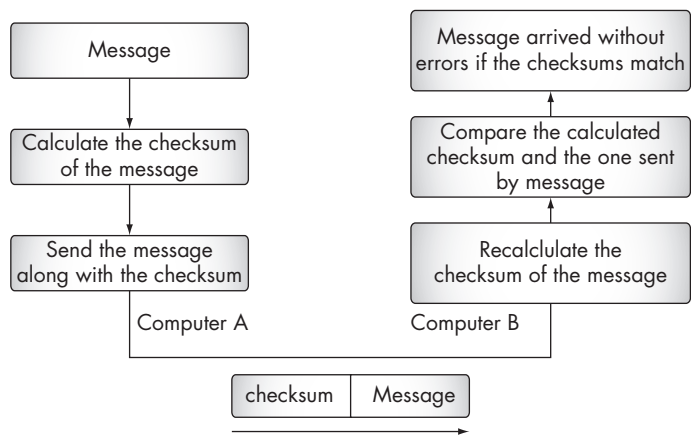 Message
Calculate the checksum
of the message
Send the message
along with the checksum
Computer A
Message arrived without
errors if the checksums match
Compare the calculated
checksum and the one sent
by message
Recalclulate the
checksum of the message
Computer B
checksum
Message